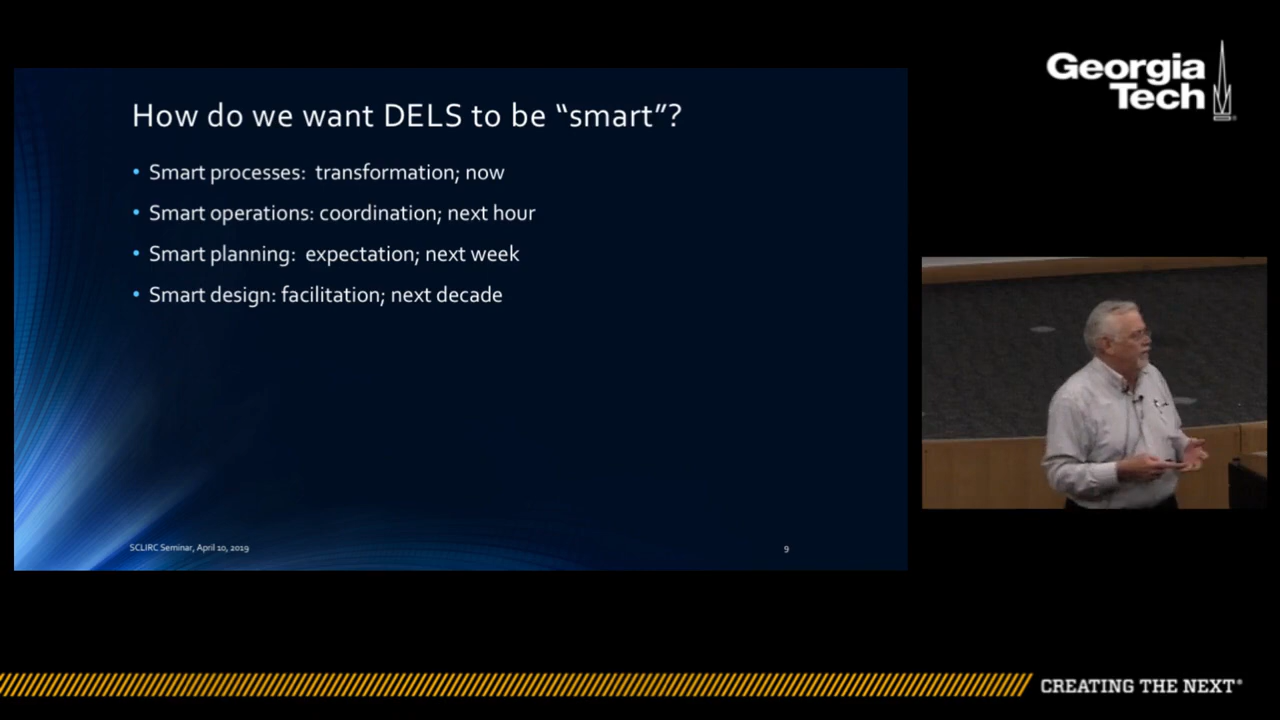 Georgia
Tech
How do we want DELS to be “smart”?
• Smart processes:  transformation; now
• Smart operations: coordination; next hour
• Smart planning:  expectation; next week
• Smart design: facilitation; next decade
SCLIRC Seminar, April 10, 2019
9
CREATING THE NEXT®